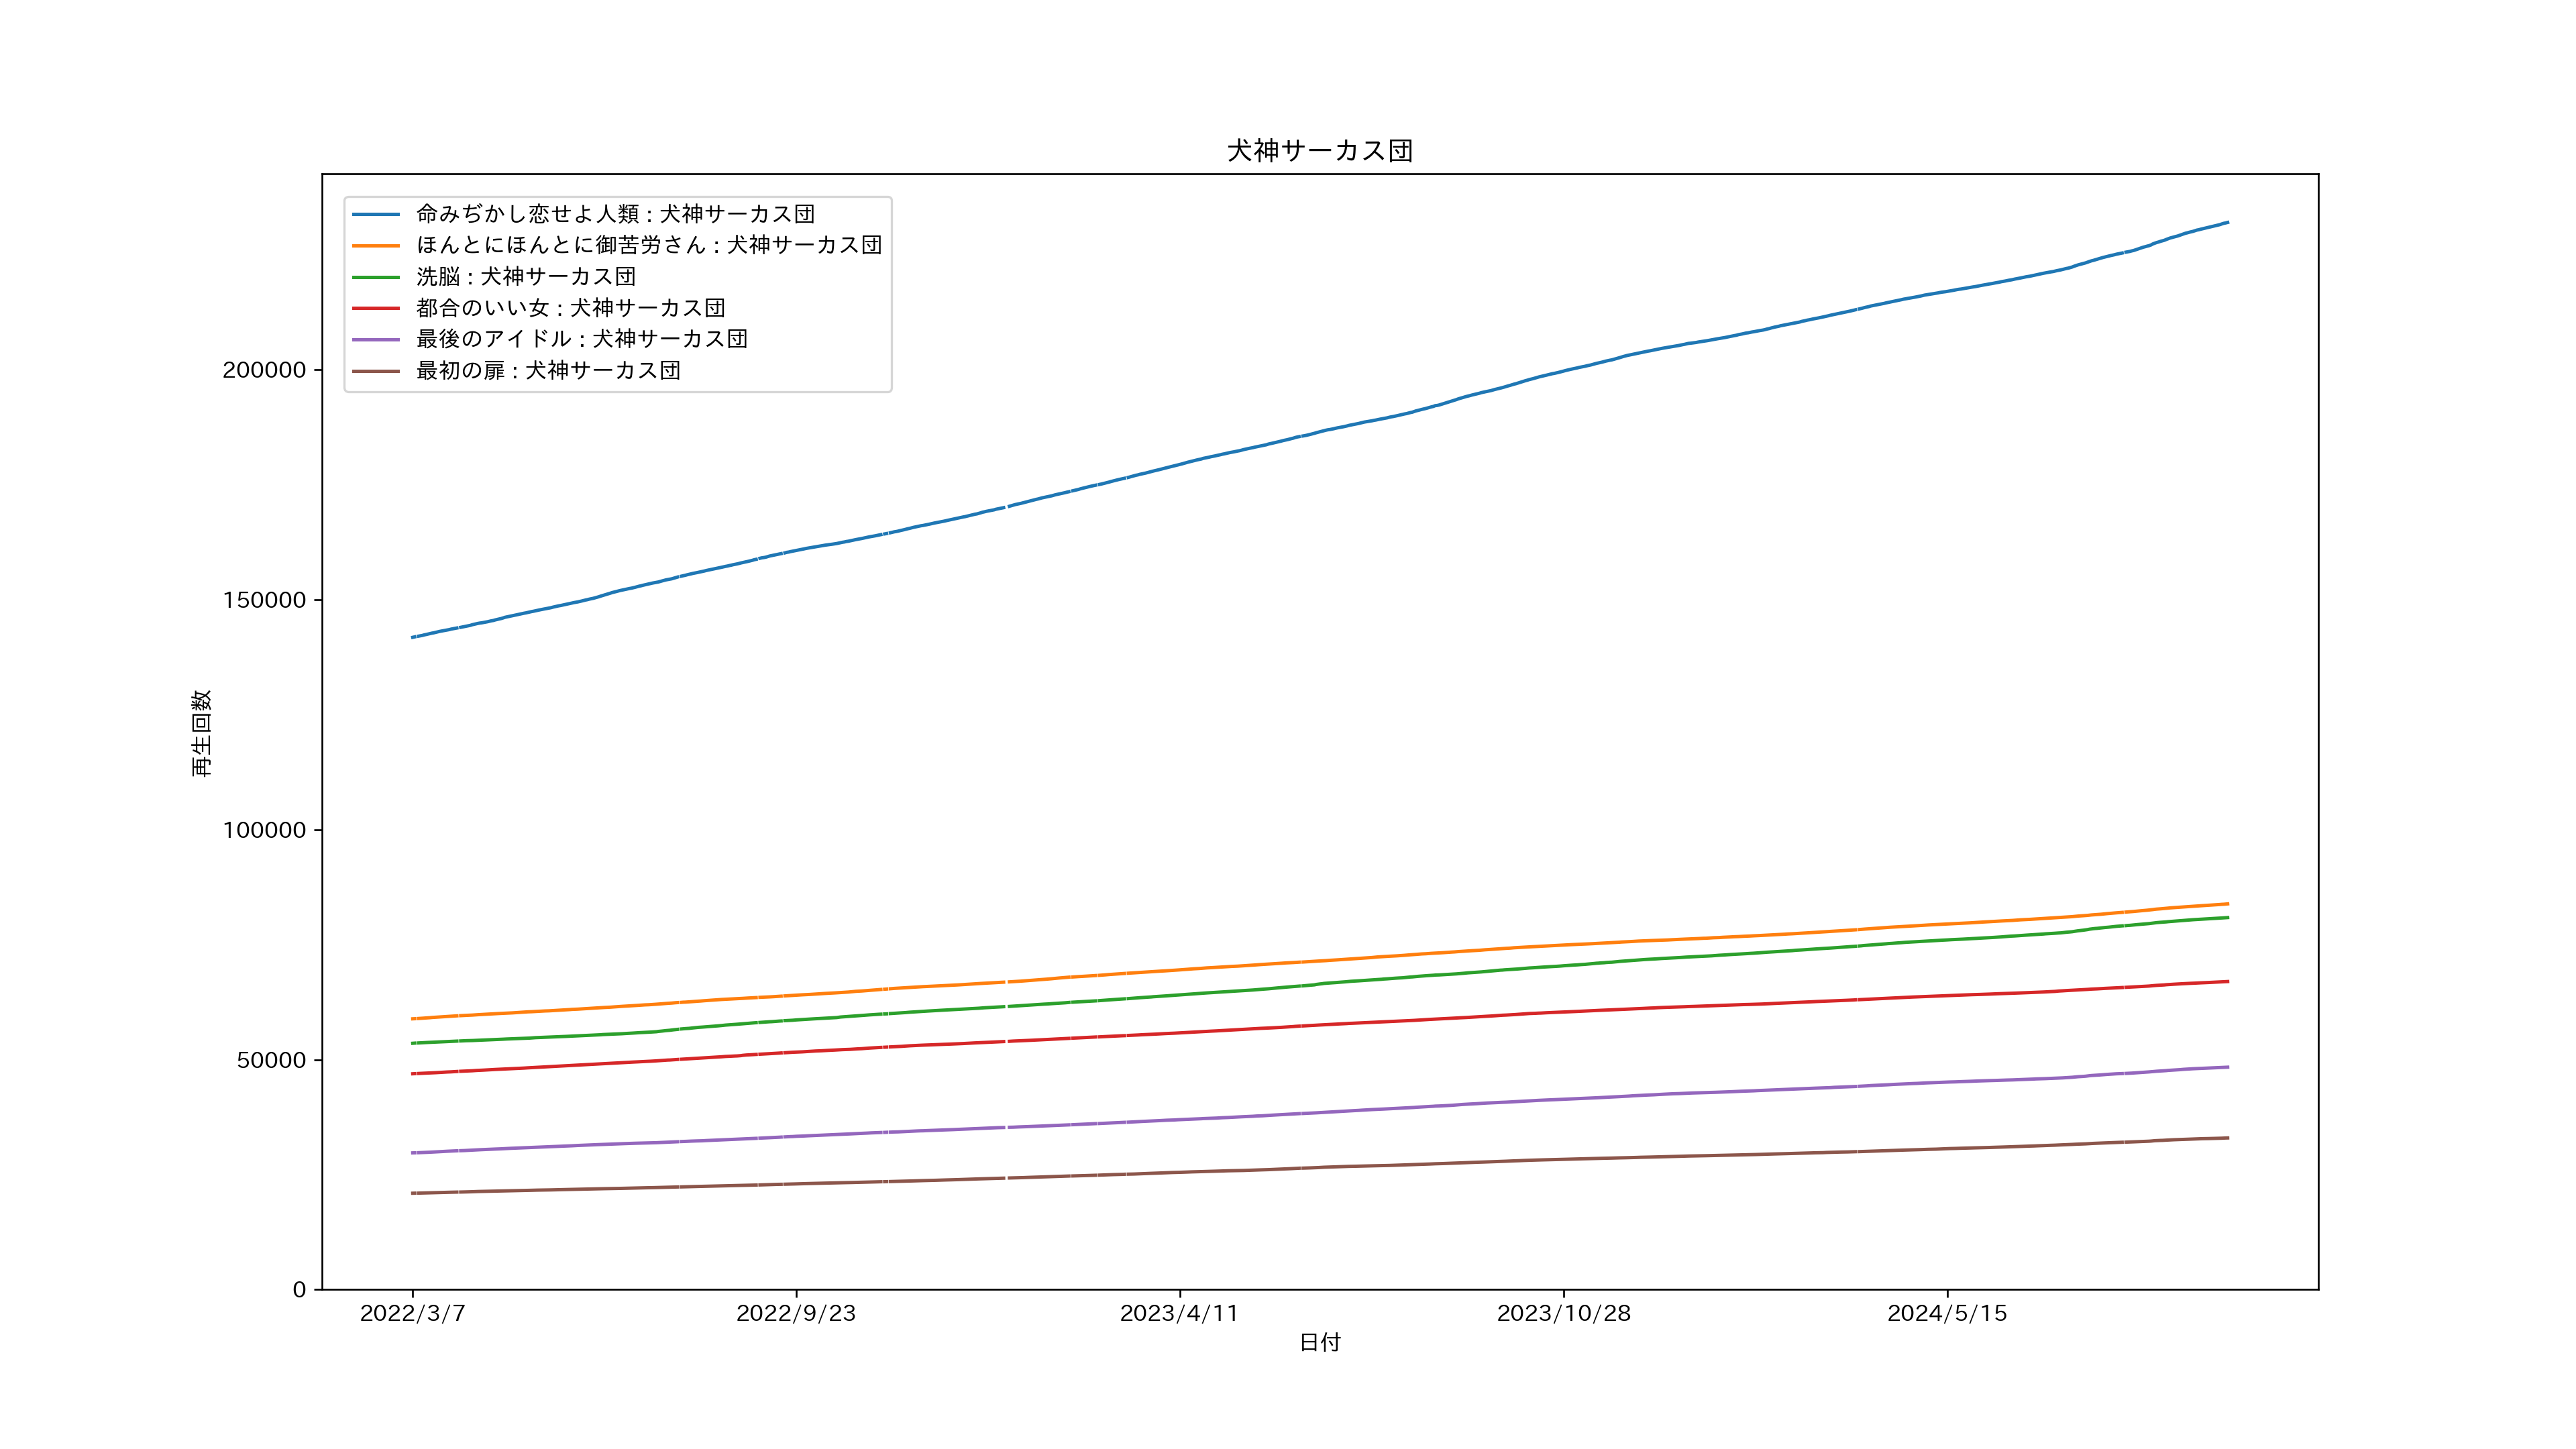 犬神サーカス団
命みぢかし恋せよ人類 : 犬神サーカス団
ほんとにほんとに御苦労さん : 犬神サーカス団
洗脳 : 犬神サーカス団
都合のいい女 : 犬神サーカス団
最後のアイドル : 犬神サーカス団
最初の扉 : 犬神サーカス団
再生回数
200000
150000
100000
50000
0
2022/3/7 2022/9/23 2023/4/11 2023/10/28 2024/5/15
日付